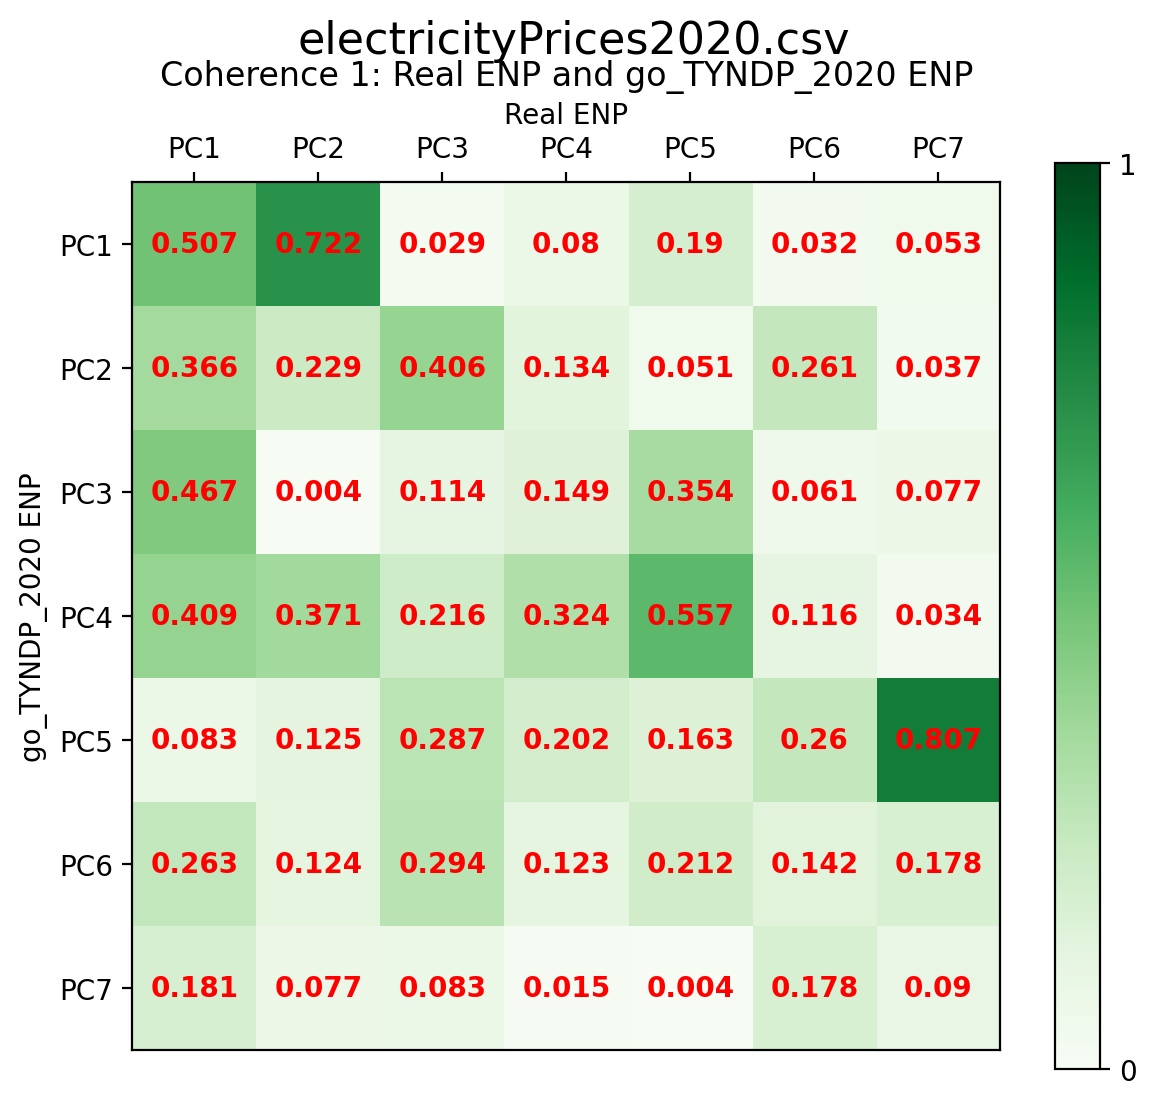 electricityPrices2020.csv
Coherence 1: Real ENP and go_TYNDP_2020 ENP
Real ENP
PC1 PC2 PC3 PC4 PC5 PC6 PC7
1
PC1 0.507 0.722 0.029 0.08 0.19 0.032 0.053
PC2 0.366 0.229 0.406 0.134 0.051 0.261 0.037
PC3 0.467 0.004 0.114 0.149 0.354 0.061 0.077
PC4 0.409 0.371 0.216 0.324 0.557 0.116 0.034
PC5 0.083 0.125 0.287 0.202 0.163 0.26 0.807
PC6 0.263 0.124 0.294 0.123 0.212 0.142 0.178
PC7 0.181 0.077 0.083 0.015 0.004 0.178 0.09
0
go_TYNDP_2020 ENP